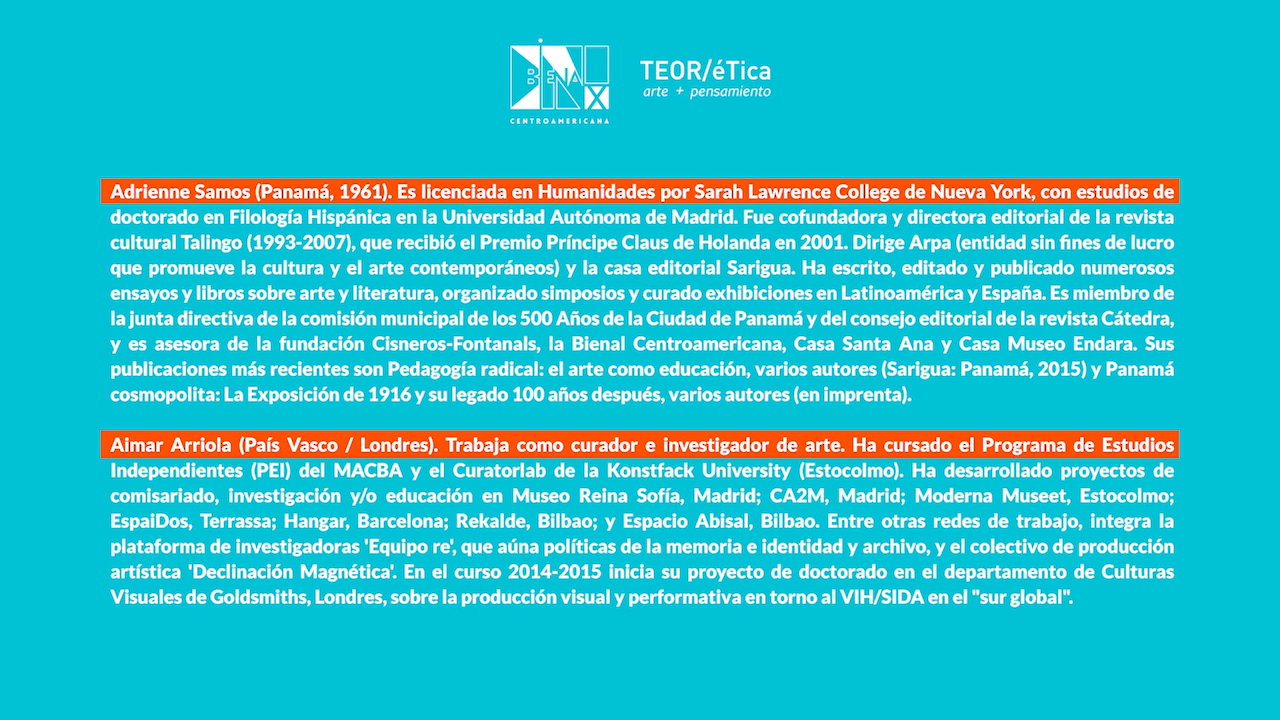 BIENAL
X
CENTROAMERICANA
TEOR/éTica
arte + pensamiento
Adrienne Samos (Panamá, 1961). Es licenciada en Humanidades por Sarah Lawrence College de Nueva York, con estudios de
doctorado en Filología Hispánica en la Universidad Autónoma de Madrid. Fue cofundadora y directora editorial de la revista
cultural Talingo (1993-2007), que recibió el Premio Príncipe Claus de Holanda en 2001. Dirige Arpa (entidad sin fines de lucro
que promueve la cultura y el arte contemporáneos) y la casa editorial Sarigua. Ha escrito, editado y publicado numerosos
ensayos y libros sobre arte y literatura, organizado simposios y curado exhibiciones en Latinoamérica y España. Es miembro de
la junta directiva de la comisión municipal de los 500 Años de la Ciudad de Panamá y del consejo editorial de la revista Cátedra,
y es asesora de la fundación Cisneros-Fontanals, la Bienal Centroamericana, Casa Santa Ana y Casa Museo Endara. Sus
publicaciones más recientes son Pedagogía radical: el arte como educación, varios autores (Sarigua: Panamá, 2015) y Panamá
cosmopolita: La Exposición de 1916 y su legado 100 años después, varios autores (en imprenta).
Aimar Arriola (País Vasco / Londres). Trabaja como curador e investigador de arte. Ha cursado el Programa de Estudios
Independientes (PEI) del MACBA y el Curatorlab de la Konstfack University (Estocolmo). Ha desarrollado proyectos de
comisariado, investigación y/o educación en Museo Reina Sofía, Madrid; CA2M, Madrid; Moderna Museet, Estocolmo;
EspaiDos, Terrassa; Hangar, Barcelona; Rekalde, Bilbao; y Espacio Abisal, Bilbao. Entre otras redes de trabajo, integra la
plataforma de investigadoras 'Equipo re', que aúna políticas de la memoria e identidad y archivo, y el colectivo de producción
artística 'Declinación Magnética'. En el curso 2014-2015 inicia su proyecto de doctorado en el departamento de Culturas
Visuales de Goldsmiths, Londres, sobre la producción visual y performativa en torno al VIH/SIDA en el "sur global".